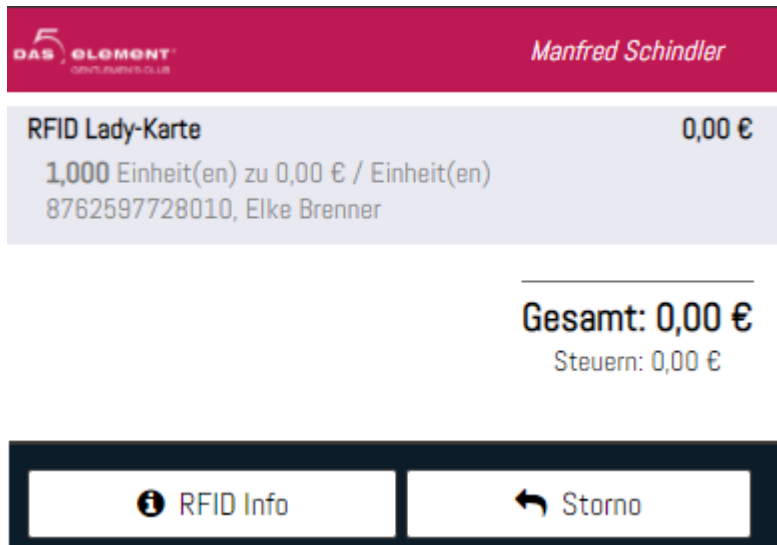 5
DAS ELEMENT
GENTLEMEN'S CLUB
Manfred Schindler
RFID Lady-Karte 0,00 €
1,000 Einheit(en) zu 0,00 € / Einheit(en)
8762597728010, Elke Brenner
Gesamt: 0,00 €
Steuern: 0,00 €
RFID Info
Storno